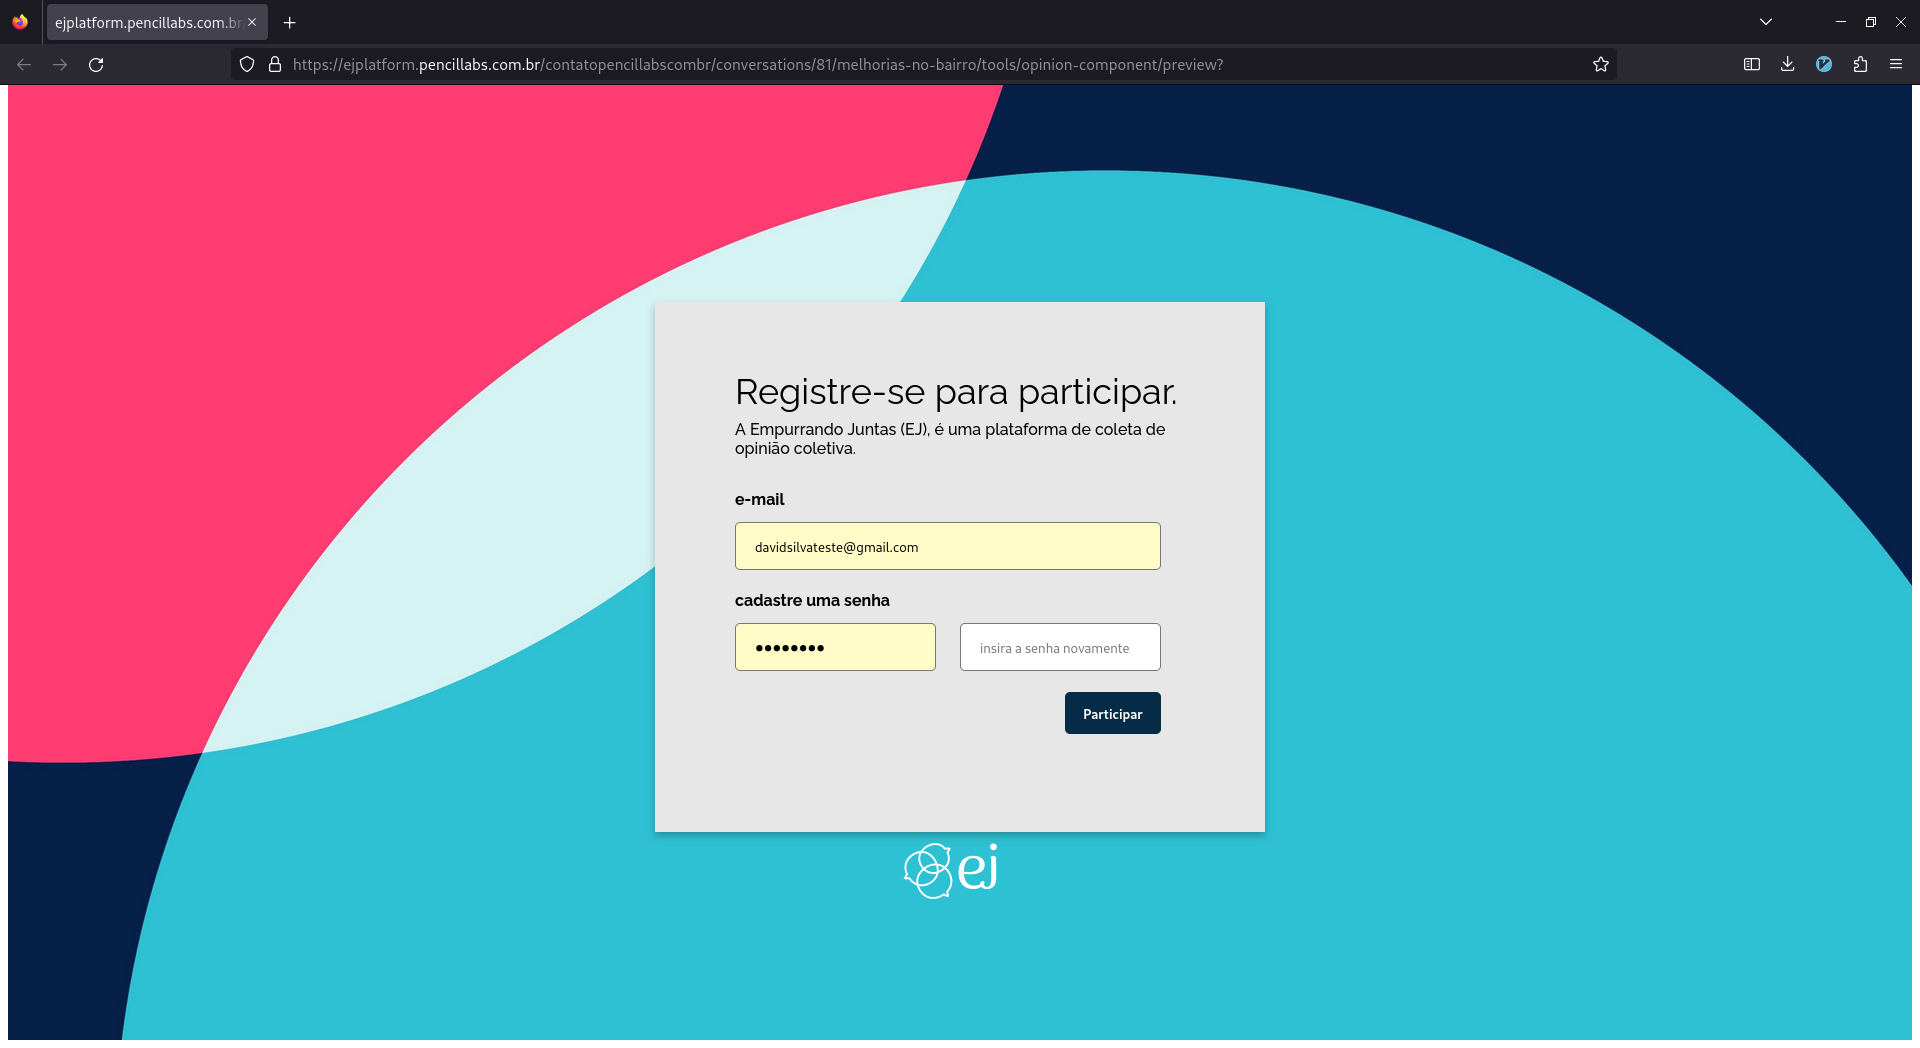 ejplatform.pencillabs.com.br
https://ejplatform.pencillabs.com.br/contatopencillabscombr/conversations/81/melhorias-no-bairro/tools/opinion-component/preview?
Registre-se para participar.
A Empurrando Juntas (EJ), é uma plataforma de coleta de
opinião coletiva.
e-mail
davidsilvateste@gmail.com
cadastre uma senha
●●●●●●●● insira a senha novamente
Participar
ej